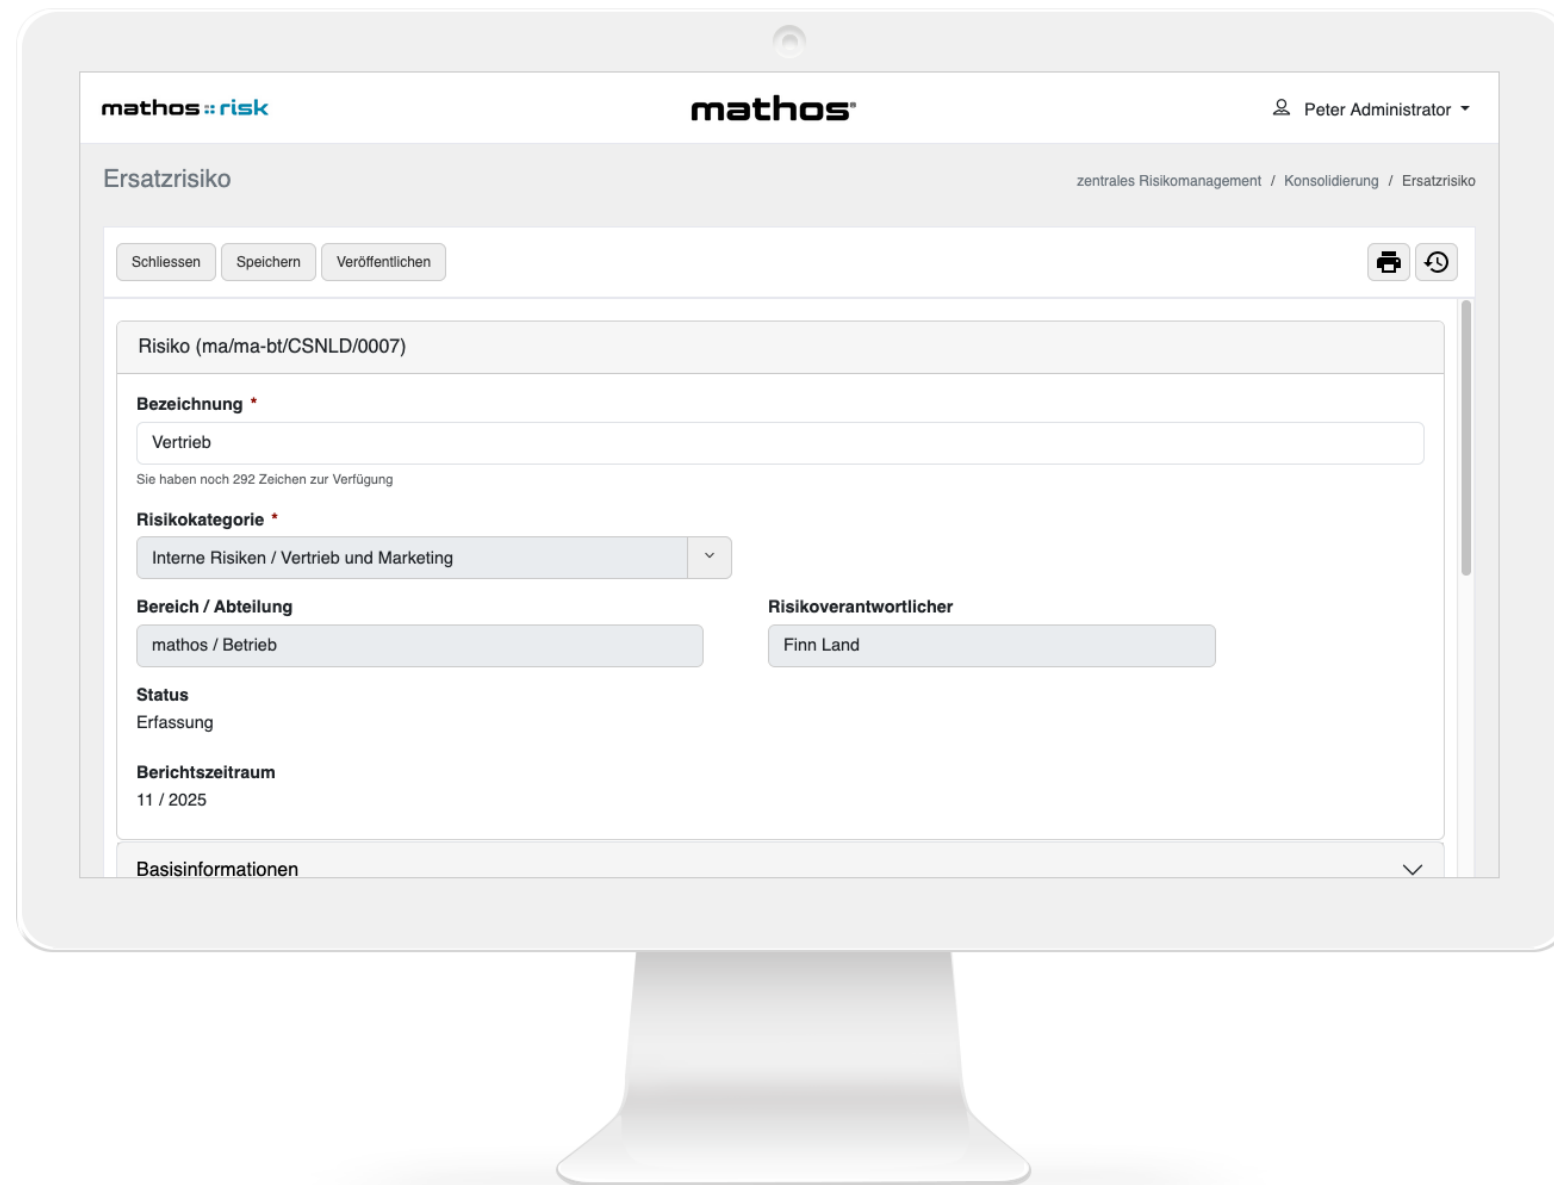 mathos :: risk
mathos®
Peter Administrator
Ersatzrisiko
zentrales Risikomanagement / Konsolidierung / Ersatzrisiko
Schliessen
Speichern
Veröffentlichen
Risiko (ma/ma-bt/CSNLD/0007)
Bezeichnung *
Vertrieb
Sie haben noch 292 Zeichen zur Verfügung
Risikokategorie *
Interne Risiken / Vertrieb und Marketing
Bereich / Abteilung
Risikoverantwortlicher
mathos / Betrieb
Finn Land
Status
Erfassung
Berichtszeitraum
11 / 2025
Basisinformationen